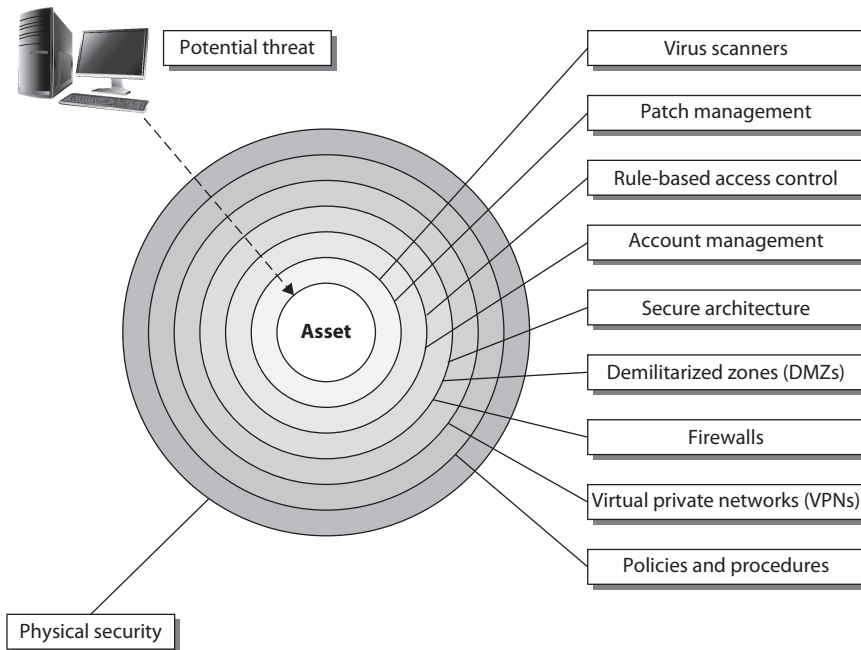 Potential threat
Virus scanners
Patch management
Rule-based access control
Account management
Secure architecture
Asset
Demilitarized zones (DMZs)
Firewalls
Virtual private networks (VPNs)
Policies and procedures
Physical security